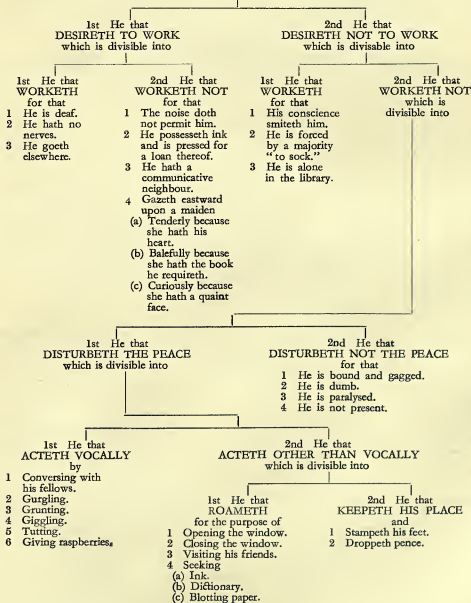 1st He that
DESIRETH TO WORK
which is divisible into
2nd He that
DESIRETH NOT TO WORK
which is divisable into
1st He that
WORKETH
for that
1 He is deaf.
2 He hath no
nerves.
3 He goeth
elsewhere.
2nd He that
WORKETH NOT
for that
1 The noise doth
not permit him.
2 He possesseth ink
and is pressed for
a loan thereof.
3 He hath a
communicative
neighbour.
4 Gazeth eastward
upon a maiden
(a) Tenderly because
she hath his
heart.
(b) Balefully because
she hath the book
he requireth.
(c) Curiously because
she hath a quaint
face.
1st He that
WORKETH
for that
1 His conscience
smiteth him.
2 He is forced
by a majority
"to sock."
3 He is alone
in the library.
2nd He that
WORKETH NOT
which is
divisible into
1st He that
DISTURBETH THE PEACE
which is divisible into
2nd He that
DISTURBETH NOT THE PEACE
for that
1 He is bound and gagged.
2 He is dumb.
3 He is paralysed.
4 He is not present.
1st He that
ACTETH VOCALLY
by
1 Conversing with
his fellows.
2 Gurgling.
3 Grunting.
4 Giggling.
5 Tutting.
6 Giving raspberries.
2nd He that
ACTETH OTHER THAN VOCALLY
which is divisible into
1st He that
ROAMETH
for the purpose of
1 Opening the window.
2 Closing the window.
3 Visiting his friends.
4 Seeking
(a) Ink.
(b) Dictionary.
(c) Blotting paper.
2nd He that
KEEPETH HIS PLACE
and
1 Stampeth his feet.
2 Droppeth pence.